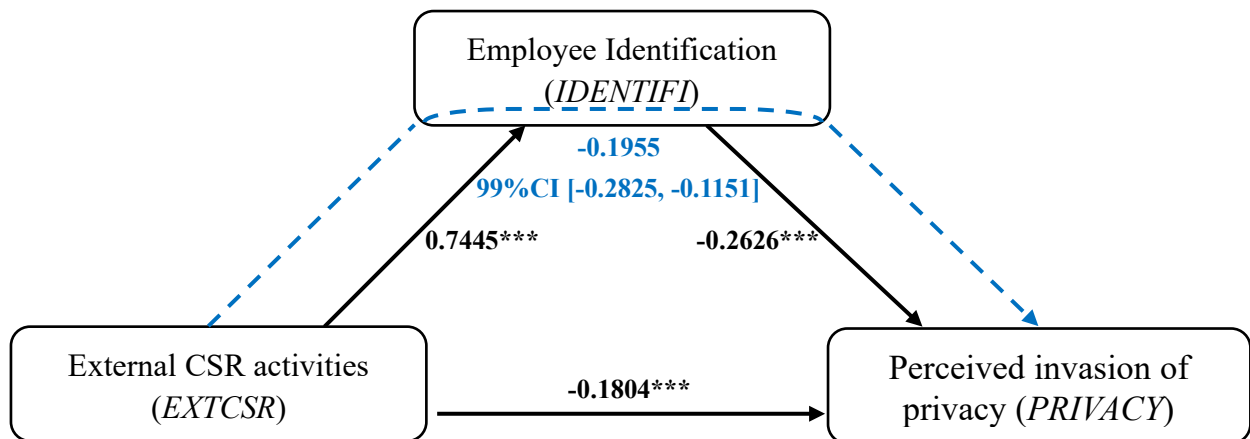 Employee Identification
(IDENTIFI)
-0.1955
99%CI [-0.2825, -0.1151]
0.7445***
-0.2626***
External CSR activities
(EXTCSR)
-0.1804***
Perceived invasion of
privacy (PRIVACY)